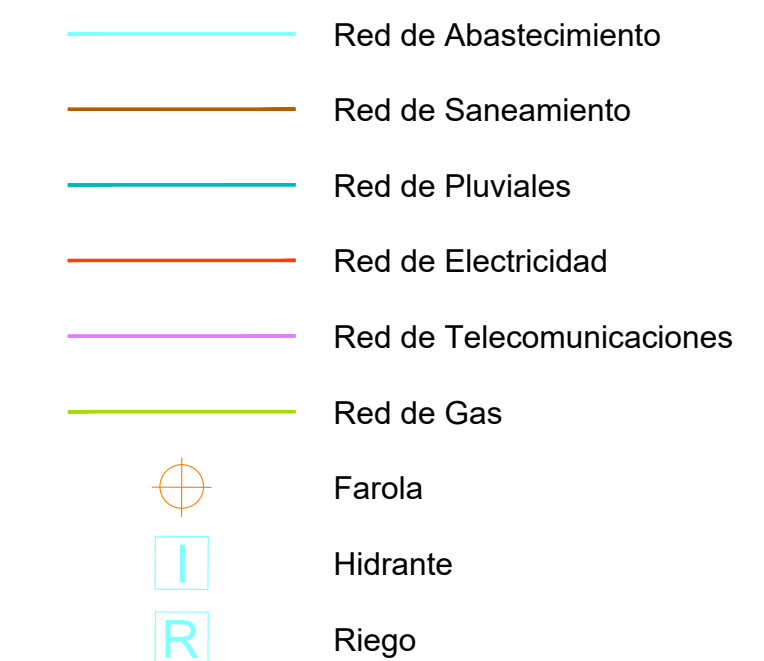 Red de Abastecimiento
Red de Saneamiento
Red de Pluviales
Red de Electricidad
Red de Telecomunicaciones
Red de Gas
Farola
I Hidrante
R Riego